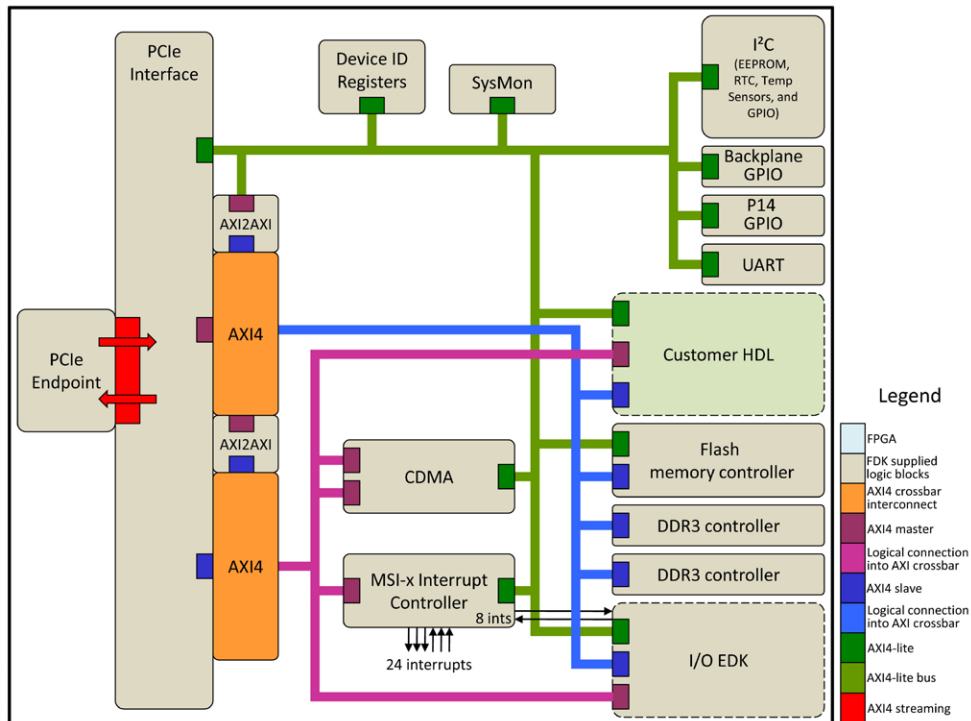 PCIe
Interface
Device ID
Registers
SysMon
I²C
(EEPROM,
RTC, Temp
Sensors, and
GPIO)
Backplane
GPIO
P14
GPIO
UART
AXI2AXI
AXI4
PCIe
Endpoint
AXI2AXI
AXI4
Customer HDL
CDMA
Flash
memory controller
DDR3 controller
DDR3 controller
MSI-x Interrupt
Controller
8 ints
24 interrupts
I/O EDK
Legend
FPGA
FDK supplied
logic blocks
AXI4 crossbar
interconnect
AXI4 master
Logical connection
into AXI crossbar
AXI4 slave
Logical connection
into AXI crossbar
AXI4-lite
AXI4-lite bus
AXI4 streaming